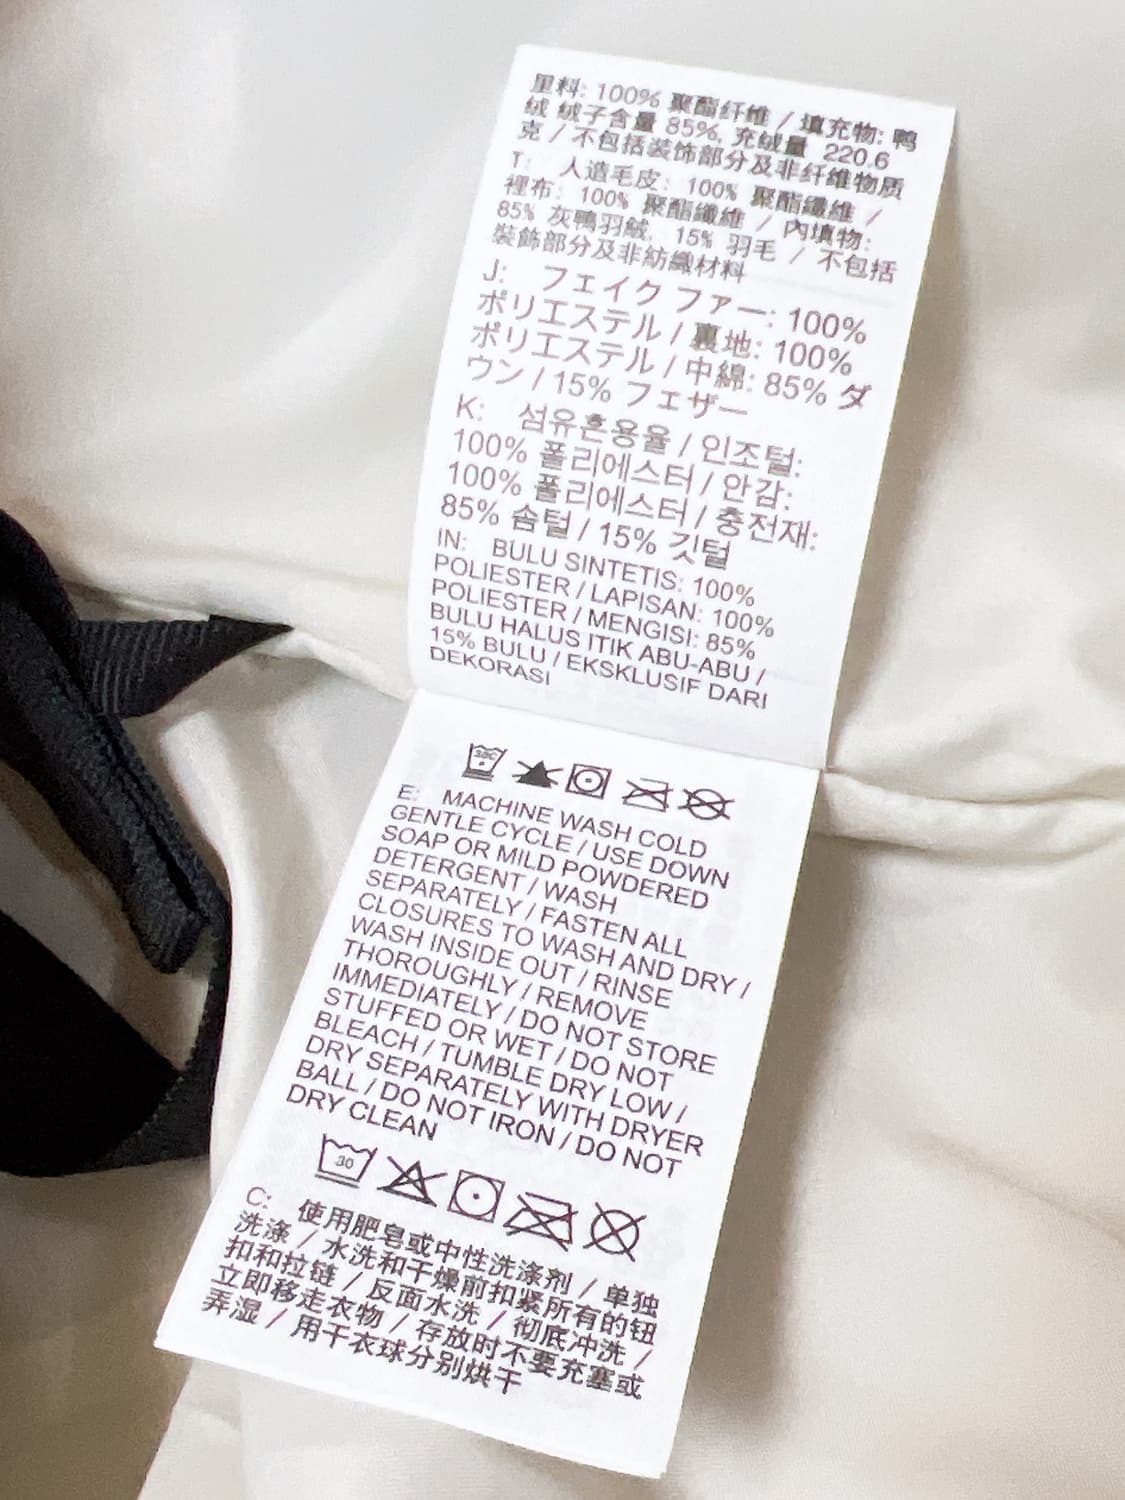 里料: 100% 聚酯纤维 / 填充物: 鸭
绒 绒子含量 85%, 充绒量 220.6
克 / 不包括装饰部分及非纤维物质
T: 人造毛皮: 100% 聚酯纖維 /
裡布: 100% 聚酯纖維 / 內填物:
85% 灰鴨羽絨, 15% 羽毛 / 不包括
裝飾部分及非紡織材料
J: フェイク ファー: 100%
ポリエステル / 裏地: 100%
ポリエステル / 中綿: 85% ダ
ウン / 15% フェザー
K: 섬유혼용율 / 인조털:
100% 폴리에스터 / 안감:
100% 폴리에스터 / 충전재:
85% 솜털 / 15% 깃털
IN: BULU SINTETIS: 100%
POLIESTER / LAPISAN: 100%
POLIESTER / MENGISI: 85%
BULU HALUS ITIK ABU-ABU /
15% BULU / EKSKLUSIF DARI
DEKORASI
30C
E: MACHINE WASH COLD
GENTLE CYCLE / USE DOWN
SOAP OR MILD POWDERED
DETERGENT / WASH
SEPARATELY / FASTEN ALL
CLOSURES TO WASH AND DRY /
WASH INSIDE OUT / RINSE
THOROUGHLY / REMOVE
IMMEDIATELY / DO NOT STORE
STUFFED OR WET / DO NOT
BLEACH / TUMBLE DRY LOW /
DRY SEPARATELY WITH DRYER
BALL / DO NOT IRON / DO NOT
DRY CLEAN
30
C: 使用肥皂或中性洗涤剂 / 单独
洗涤 / 水洗和干燥前扣紧所有的钮
扣和拉链 / 反面水洗 / 彻底冲洗 /
立即移走衣物 / 存放时不要充塞或
弄湿 / 用干衣球分别烘干